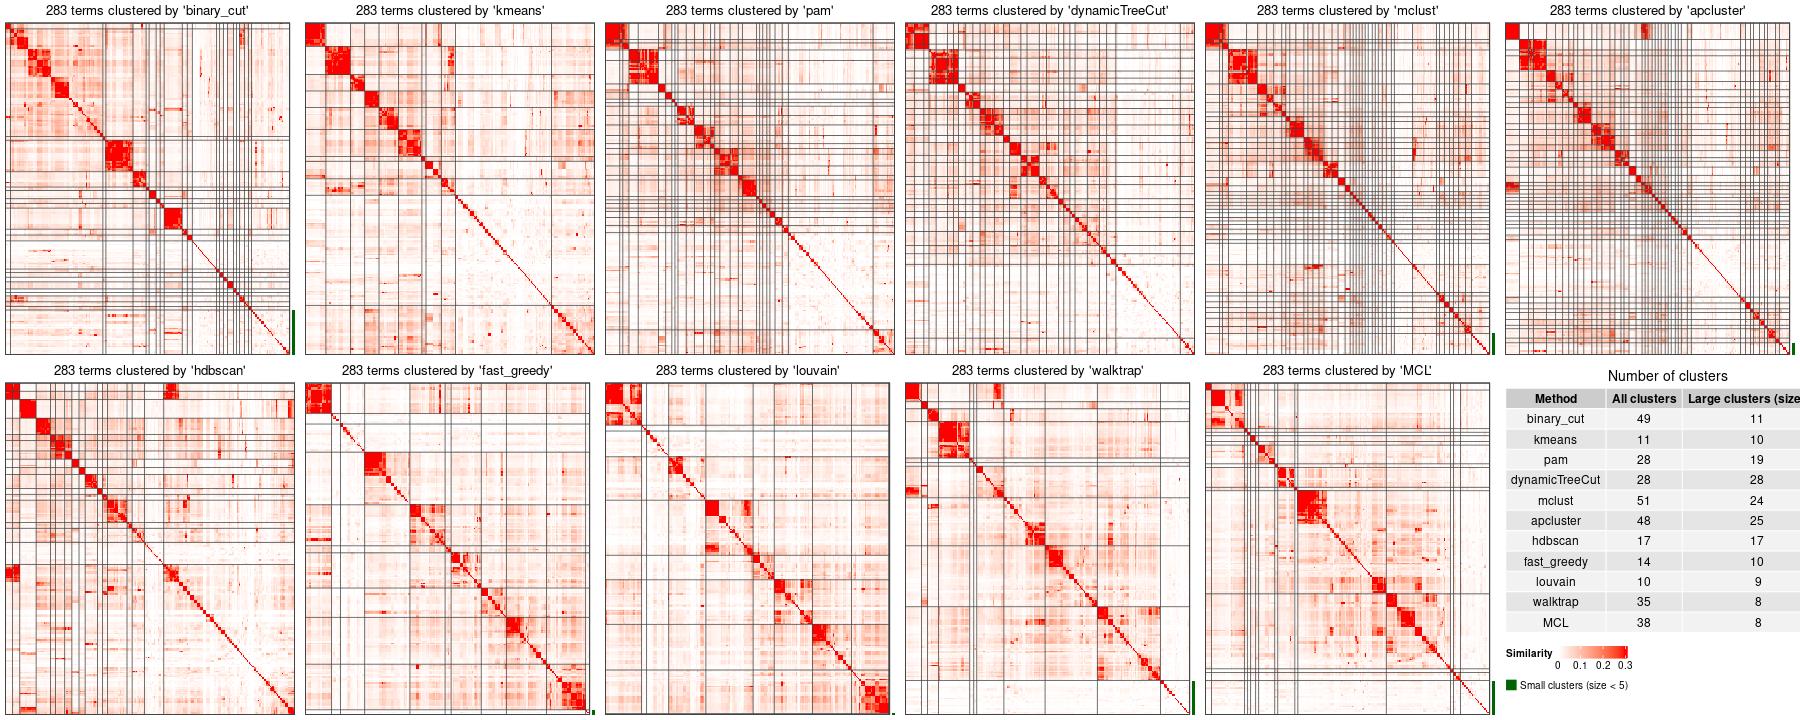 283 terms clustered by 'binary_cut'
283 terms clustered by 'kmeans'
283 terms clustered by 'pam'
283 terms clustered by 'dynamicTreeCut'
283 terms clustered by 'mclust'
283 terms clustered by 'apcluster'
283 terms clustered by 'hdbscan'
283 terms clustered by 'fast_greedy'
283 terms clustered by 'louvain'
283 terms clustered by 'walktrap'
283 terms clustered by 'MCL'
Number of clusters
Method All clusters Large clusters (size
binary_cut 49 11
kmeans 11 10
pam 28 19
dynamicTreeCut 28 28
mclust 51 24
apcluster 48 25
hdbscan 17 17
fast_greedy 14 10
louvain 10 9
walktrap 35 8
MCL 38 8
Similarity
0 0.1 0.2 0.3
Small clusters (size < 5)